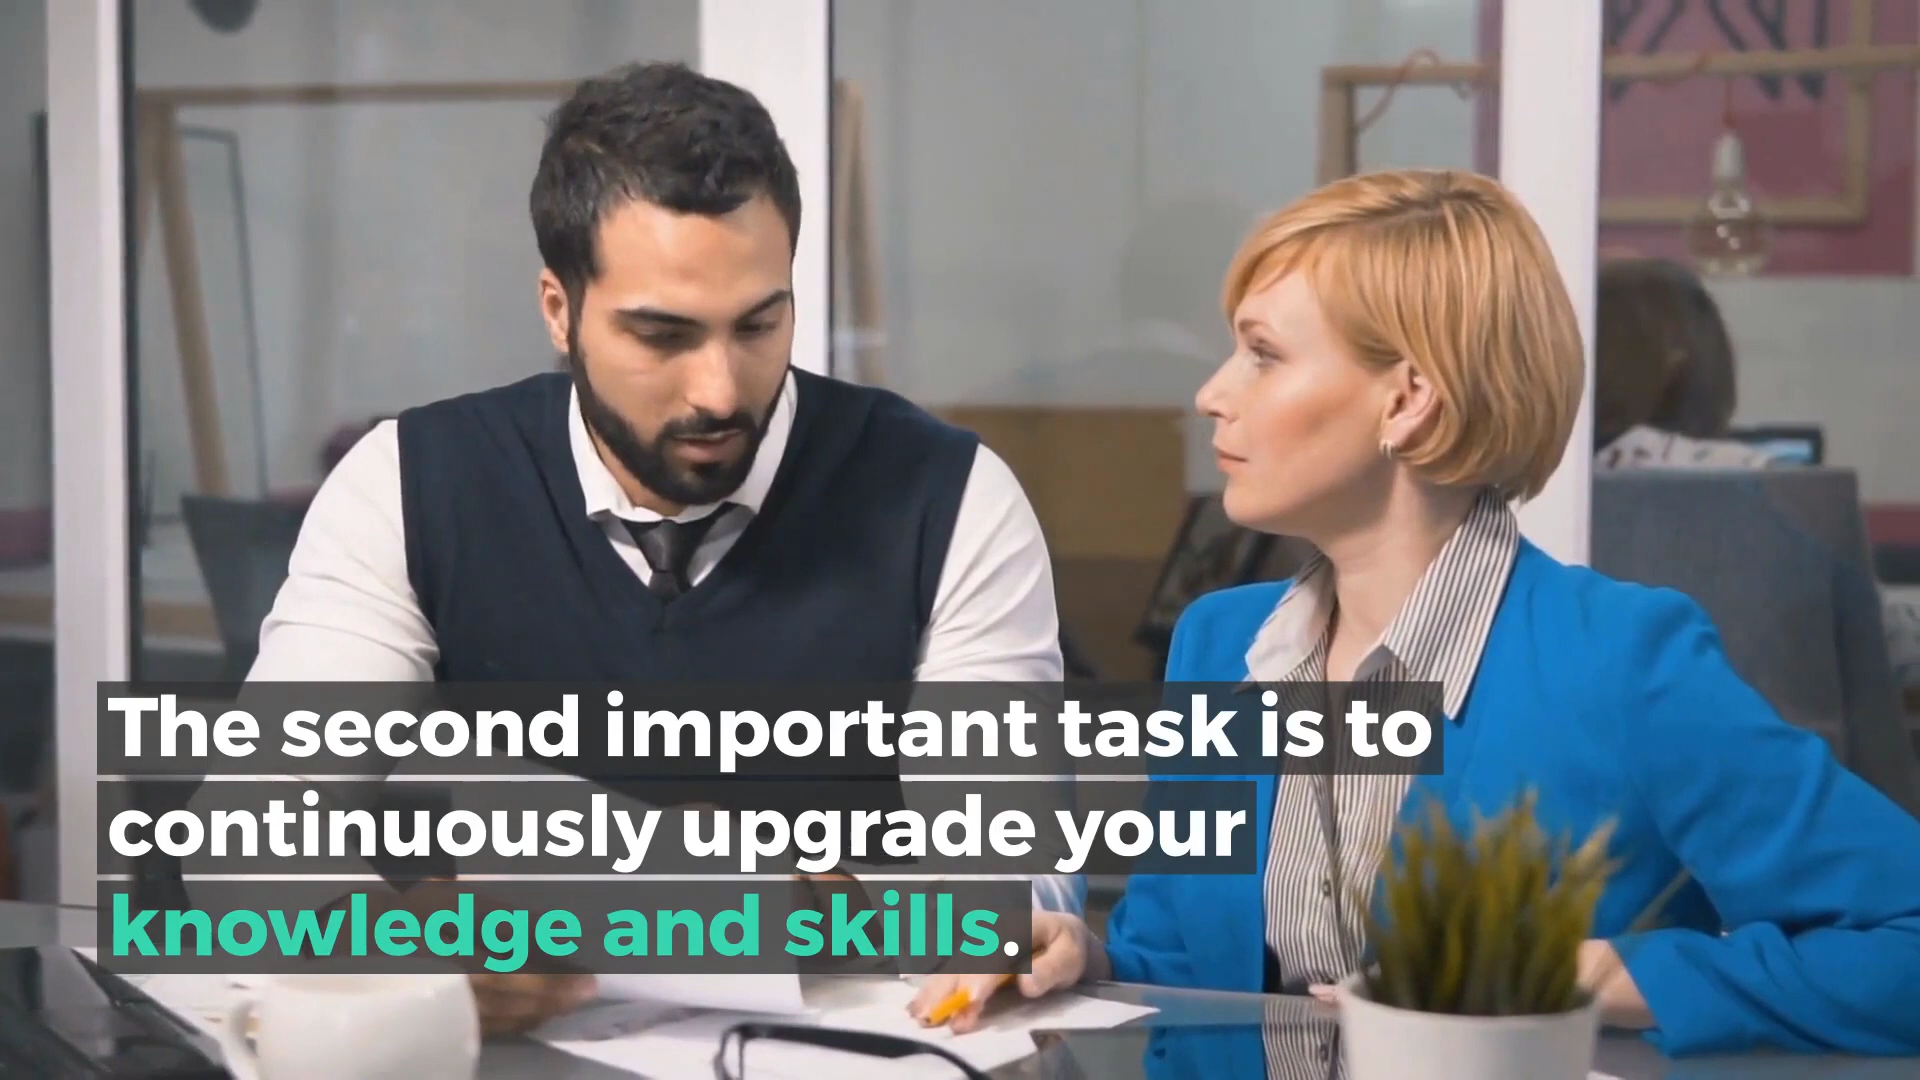 The second important task is to
continuously upgrade your
knowledge and skills.